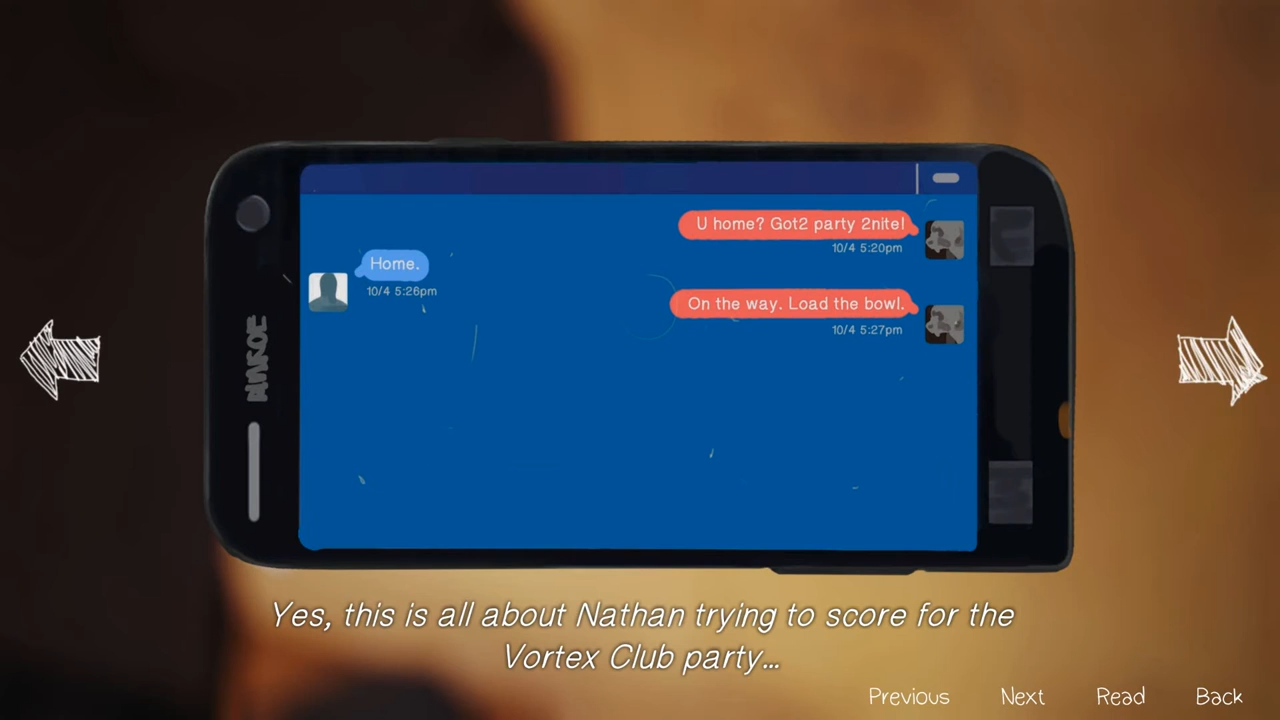 U home? Got2 party 2nite!
10/4 5:20pm
Home.
10/4 5:26pm
On the way. Load the bowl.
10/4 5:27pm
Yes, this is all about Nathan trying to score for the
Vortex Club party...
Previous Next Read Back